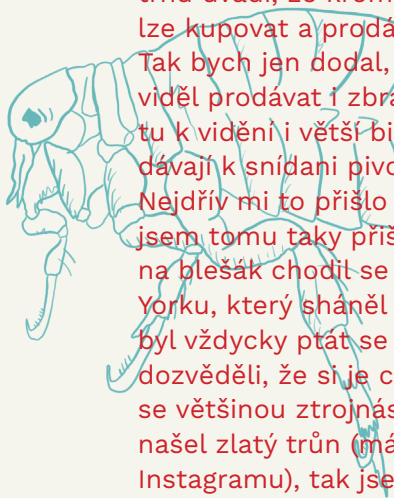 lze kupovat a prodá
Tak bych jen dodal,
viděl prodávat i zbra
tu k vidění i větší bi
dávají k snídani pivo
Nejdřív mi to přišlo
jsem tomu taky přiš
na blešák chodil se
Yorku, který sháněl
byl vždycky ptát se
dozvěděli, že si je c
se většinou ztrojnás
našel zlatý trůn (má
Instagramu), tak jse